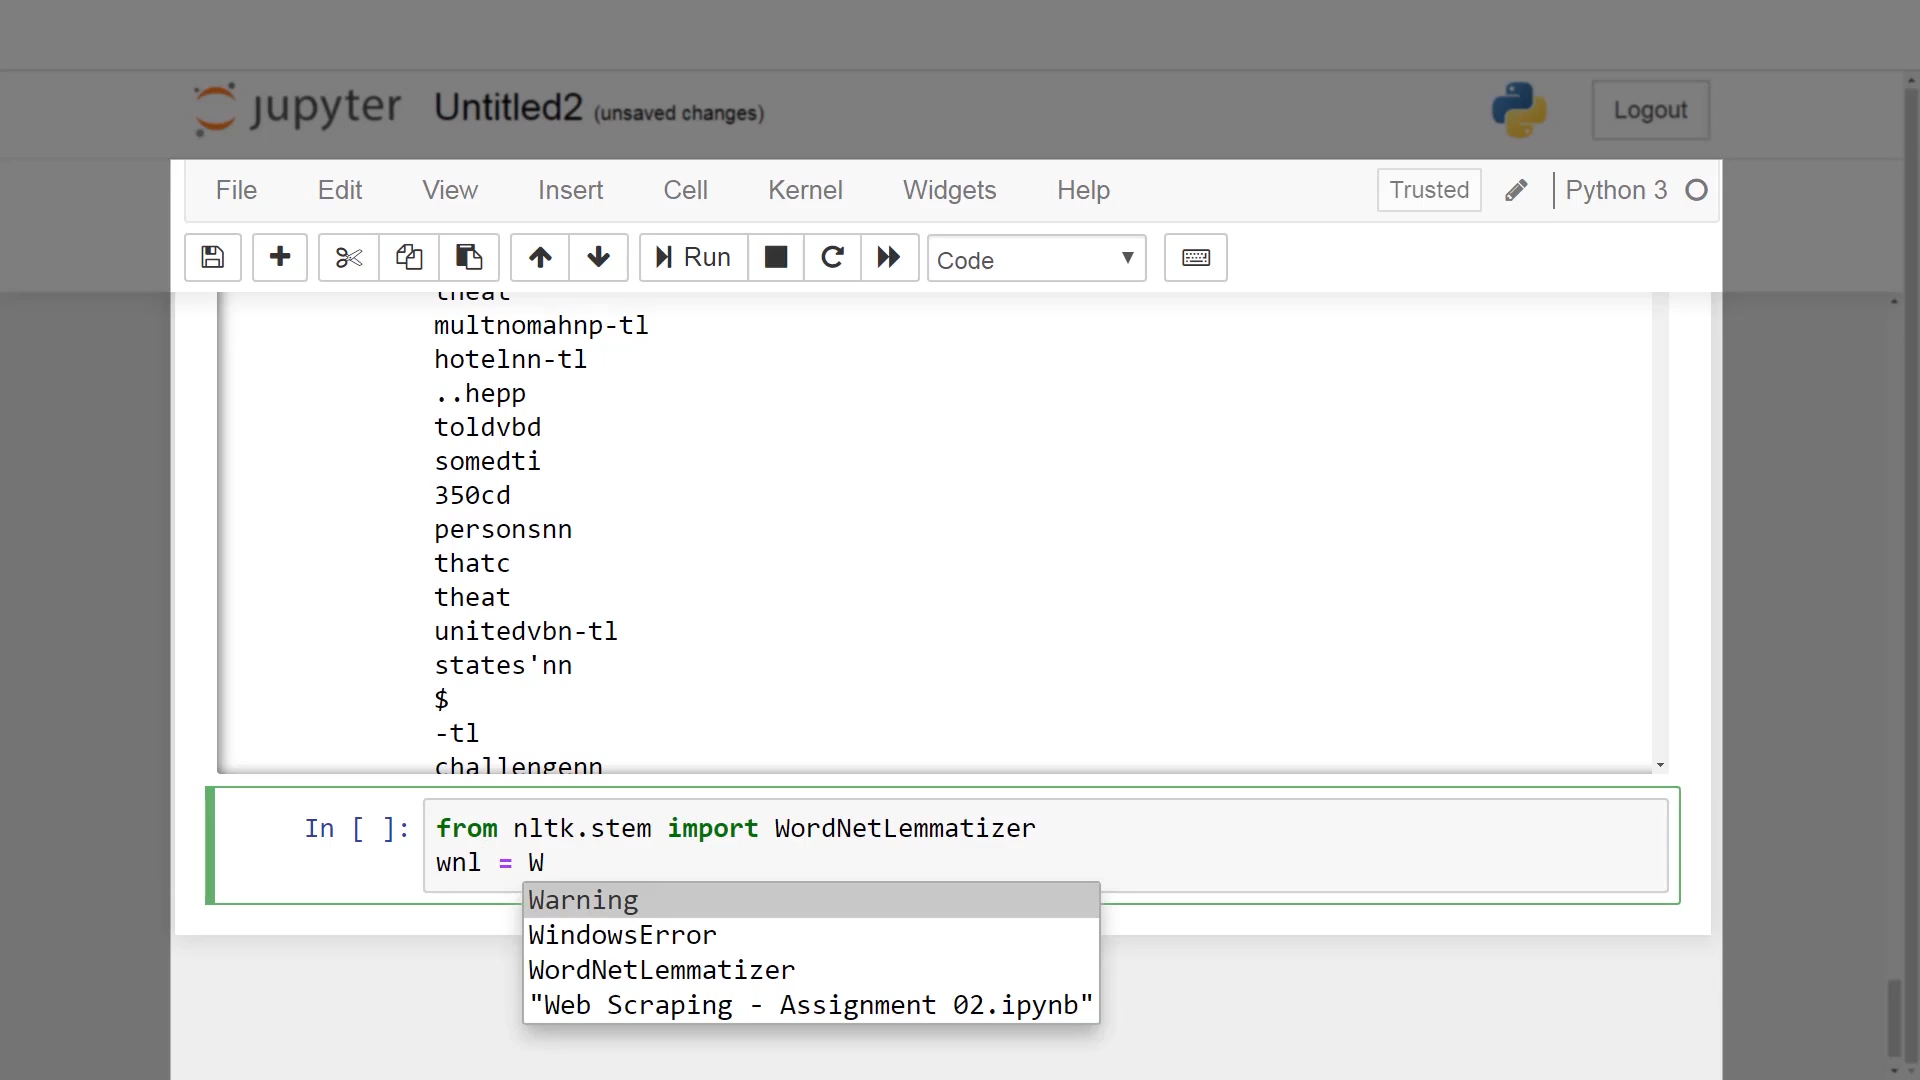 jupyter Untitled2 (unsaved changes) Logout
File Edit View Insert Cell Kernel Widgets Help Trusted Python 3
Run Code
theat
multnomahnp-tl
hotelnn-tl
..hepp
toldvbd
somedti
350cd
personsnn
thatc
theat
unitedvbn-tl
states'nn
$
-tl
challengenn
In [ ]: from nltk.stem import WordNetLemmatizer
wnl = W
Warning
WindowsError
WordNetLemmatizer
"Web Scraping - Assignment 02.ipynb"